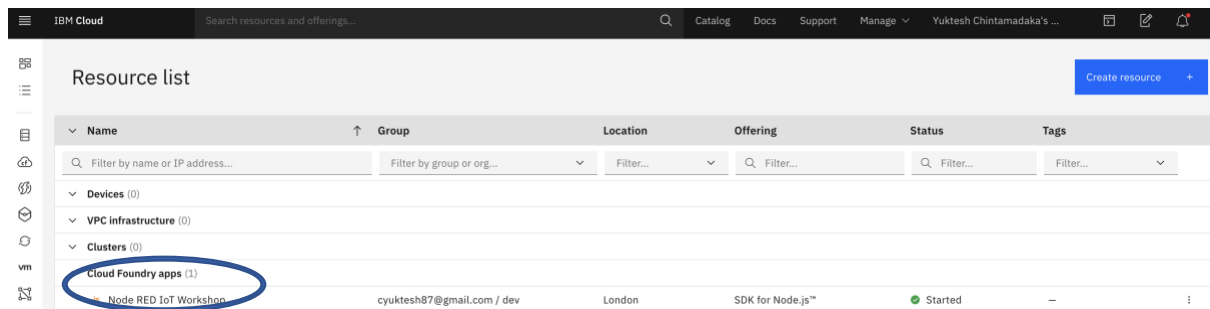 IBM Cloud Search resources and offerings... Catalog Docs Support Manage Yuktesh Chintamadaka's ...
Resource list
Create resource +
Name Group Location Offering Status Tags
Filter by name or IP address... Filter by group or org... Filter... Filter... Filter... Filter...
Devices (0)
VPC infrastructure (0)
Clusters (0)
Cloud Foundry apps (1)
vm
Node RED IoT Workshop cyuktesh87@gmail.com / dev London SDK for Node.js™ Started –